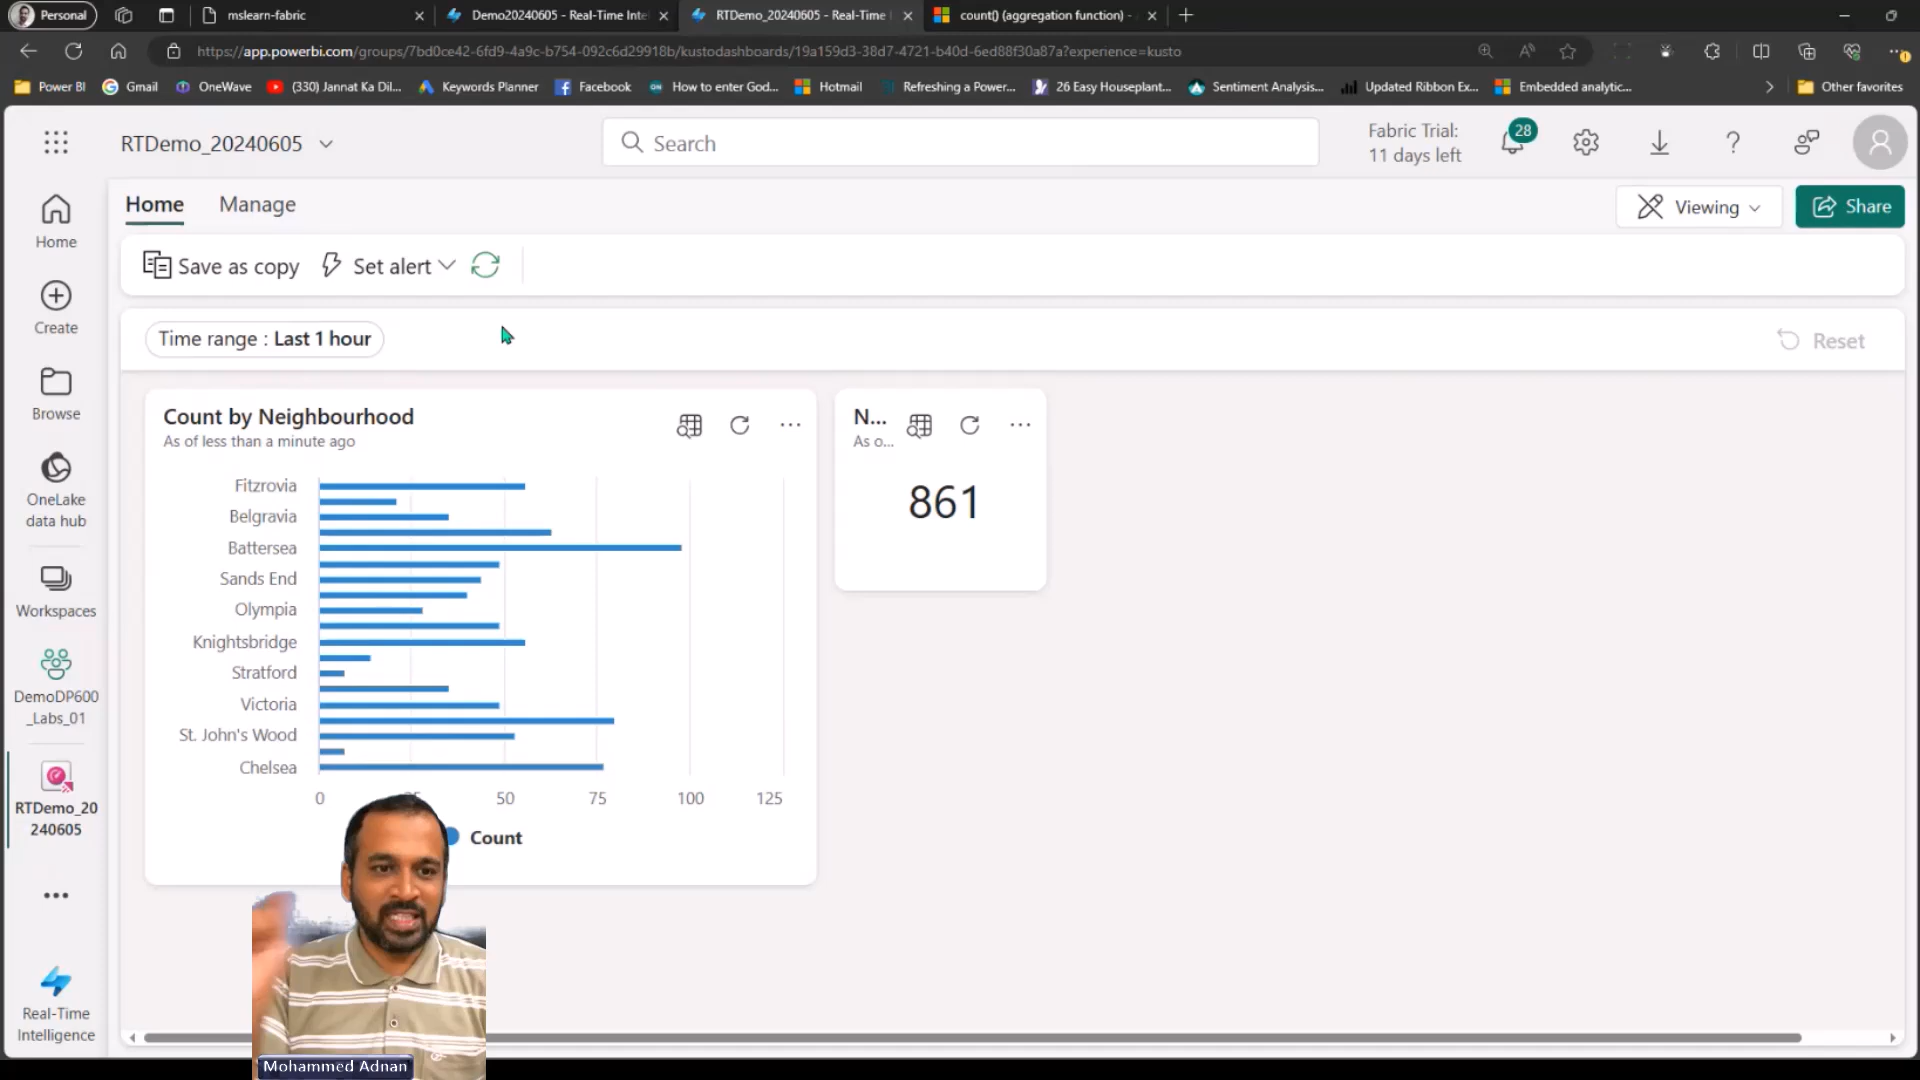 Personal
mslearn-fabric
Demo20240605 - Real-Time Inte
RTDemo_20240605 - Real-Time
count() (aggregation function) -
https://app.powerbi.com/groups/7bd0ce42-6fd9-4a9c-b754-092c6d29918b/kustodashboards/19a159d3-38d7-4721-b40d-6ed88f30a87a?experience=kusto
Power BI
Gmail
OneWave
(330) Jannat Ka Dil...
Keywords Planner
Facebook
How to enter God...
Hotmail
Refreshing a Power...
26 Easy Houseplant...
Sentiment Analysis...
Updated Ribbon Ex...
Embedded analytic...
Other favorites
RTDemo_20240605
Search
Fabric Trial:
11 days left
28
Home
Manage
Viewing
Share
Save as copy
Set alert
Time range : Last 1 hour
Reset
Home
Create
Browse
OneLake
data hub
Workspaces
DemoDP600
_Labs_01
RTDemo_20
240605
Real-Time
Intelligence
Count by Neighbourhood
As of less than a minute ago
Fitzrovia
Belgravia
Battersea
Sands End
Olympia
Knightsbridge
Stratford
Victoria
St. John's Wood
Chelsea
0
50
75
100
125
Count
N...
As o...
861
Mohammed Adnan